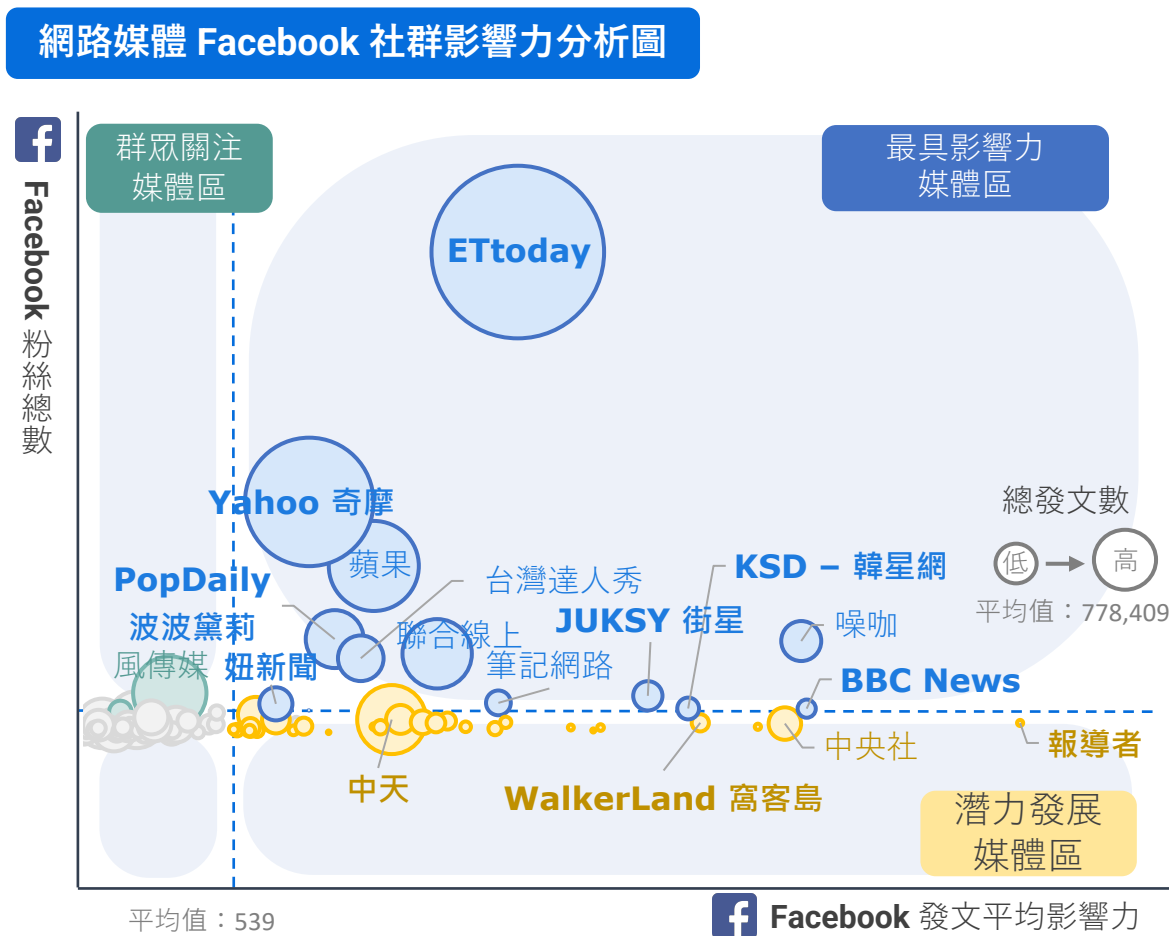 網路媒體 Facebook 社群影響力分析圖
Facebook 粉絲總數
群眾關注
媒體區
最具影響力
媒體區
ETtoday
Yahoo 奇摩
蘋果
總發文數
低
高
平均值：778,409
PopDaily
波波黛莉
台灣達人秀
KSD – 韓星網
JUKSY 街星
聯合線上
噪咖
風傳媒
妞新聞
筆記網路
BBC News
中天
WalkerLand 窩客島
中央社
報導者
潛力發展
媒體區
平均值：539
Facebook 發文平均影響力